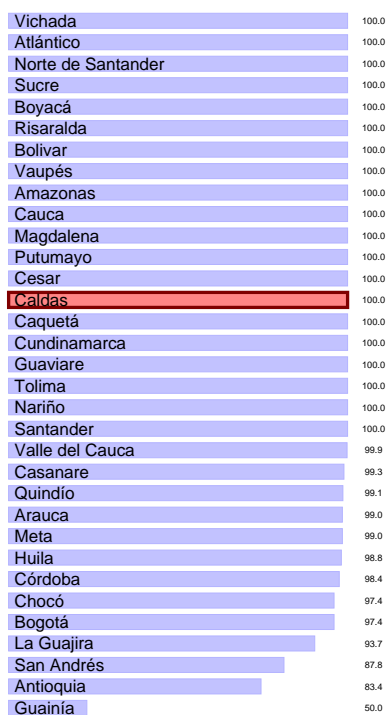 Vichada 100.0
Atlántico 100.0
Norte de Santander 100.0
Sucre 100.0
Boyacá 100.0
Risaralda 100.0
Bolivar 100.0
Vaupés 100.0
Amazonas 100.0
Cauca 100.0
Magdalena 100.0
Putumayo 100.0
Cesar 100.0
Caldas 100.0
Caquetá 100.0
Cundinamarca 100.0
Guaviare 100.0
Tolima 100.0
Nariño 100.0
Santander 100.0
Valle del Cauca 99.9
Casanare 99.3
Quindío 99.1
Arauca 99.0
Meta 99.0
Huila 98.8
Córdoba 98.4
Chocó 97.4
Bogotá 97.4
La Guajira 93.7
San Andrés 87.8
Antioquia 83.4
Guainía 50.0